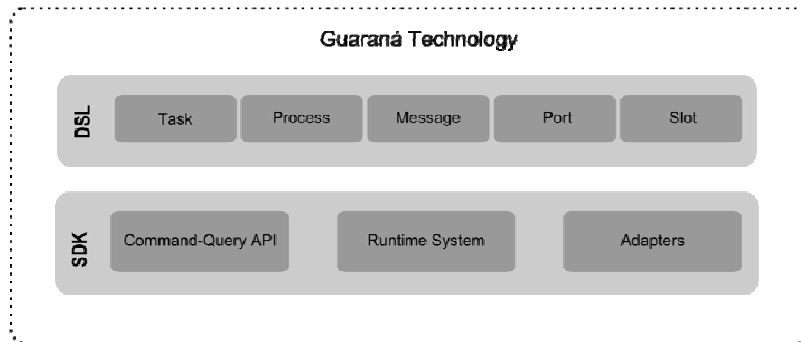 Guaraná Technology
DSL
Task
Process
Message
Port
Slot
SDK
Command-Query API
Runtime System
Adapters